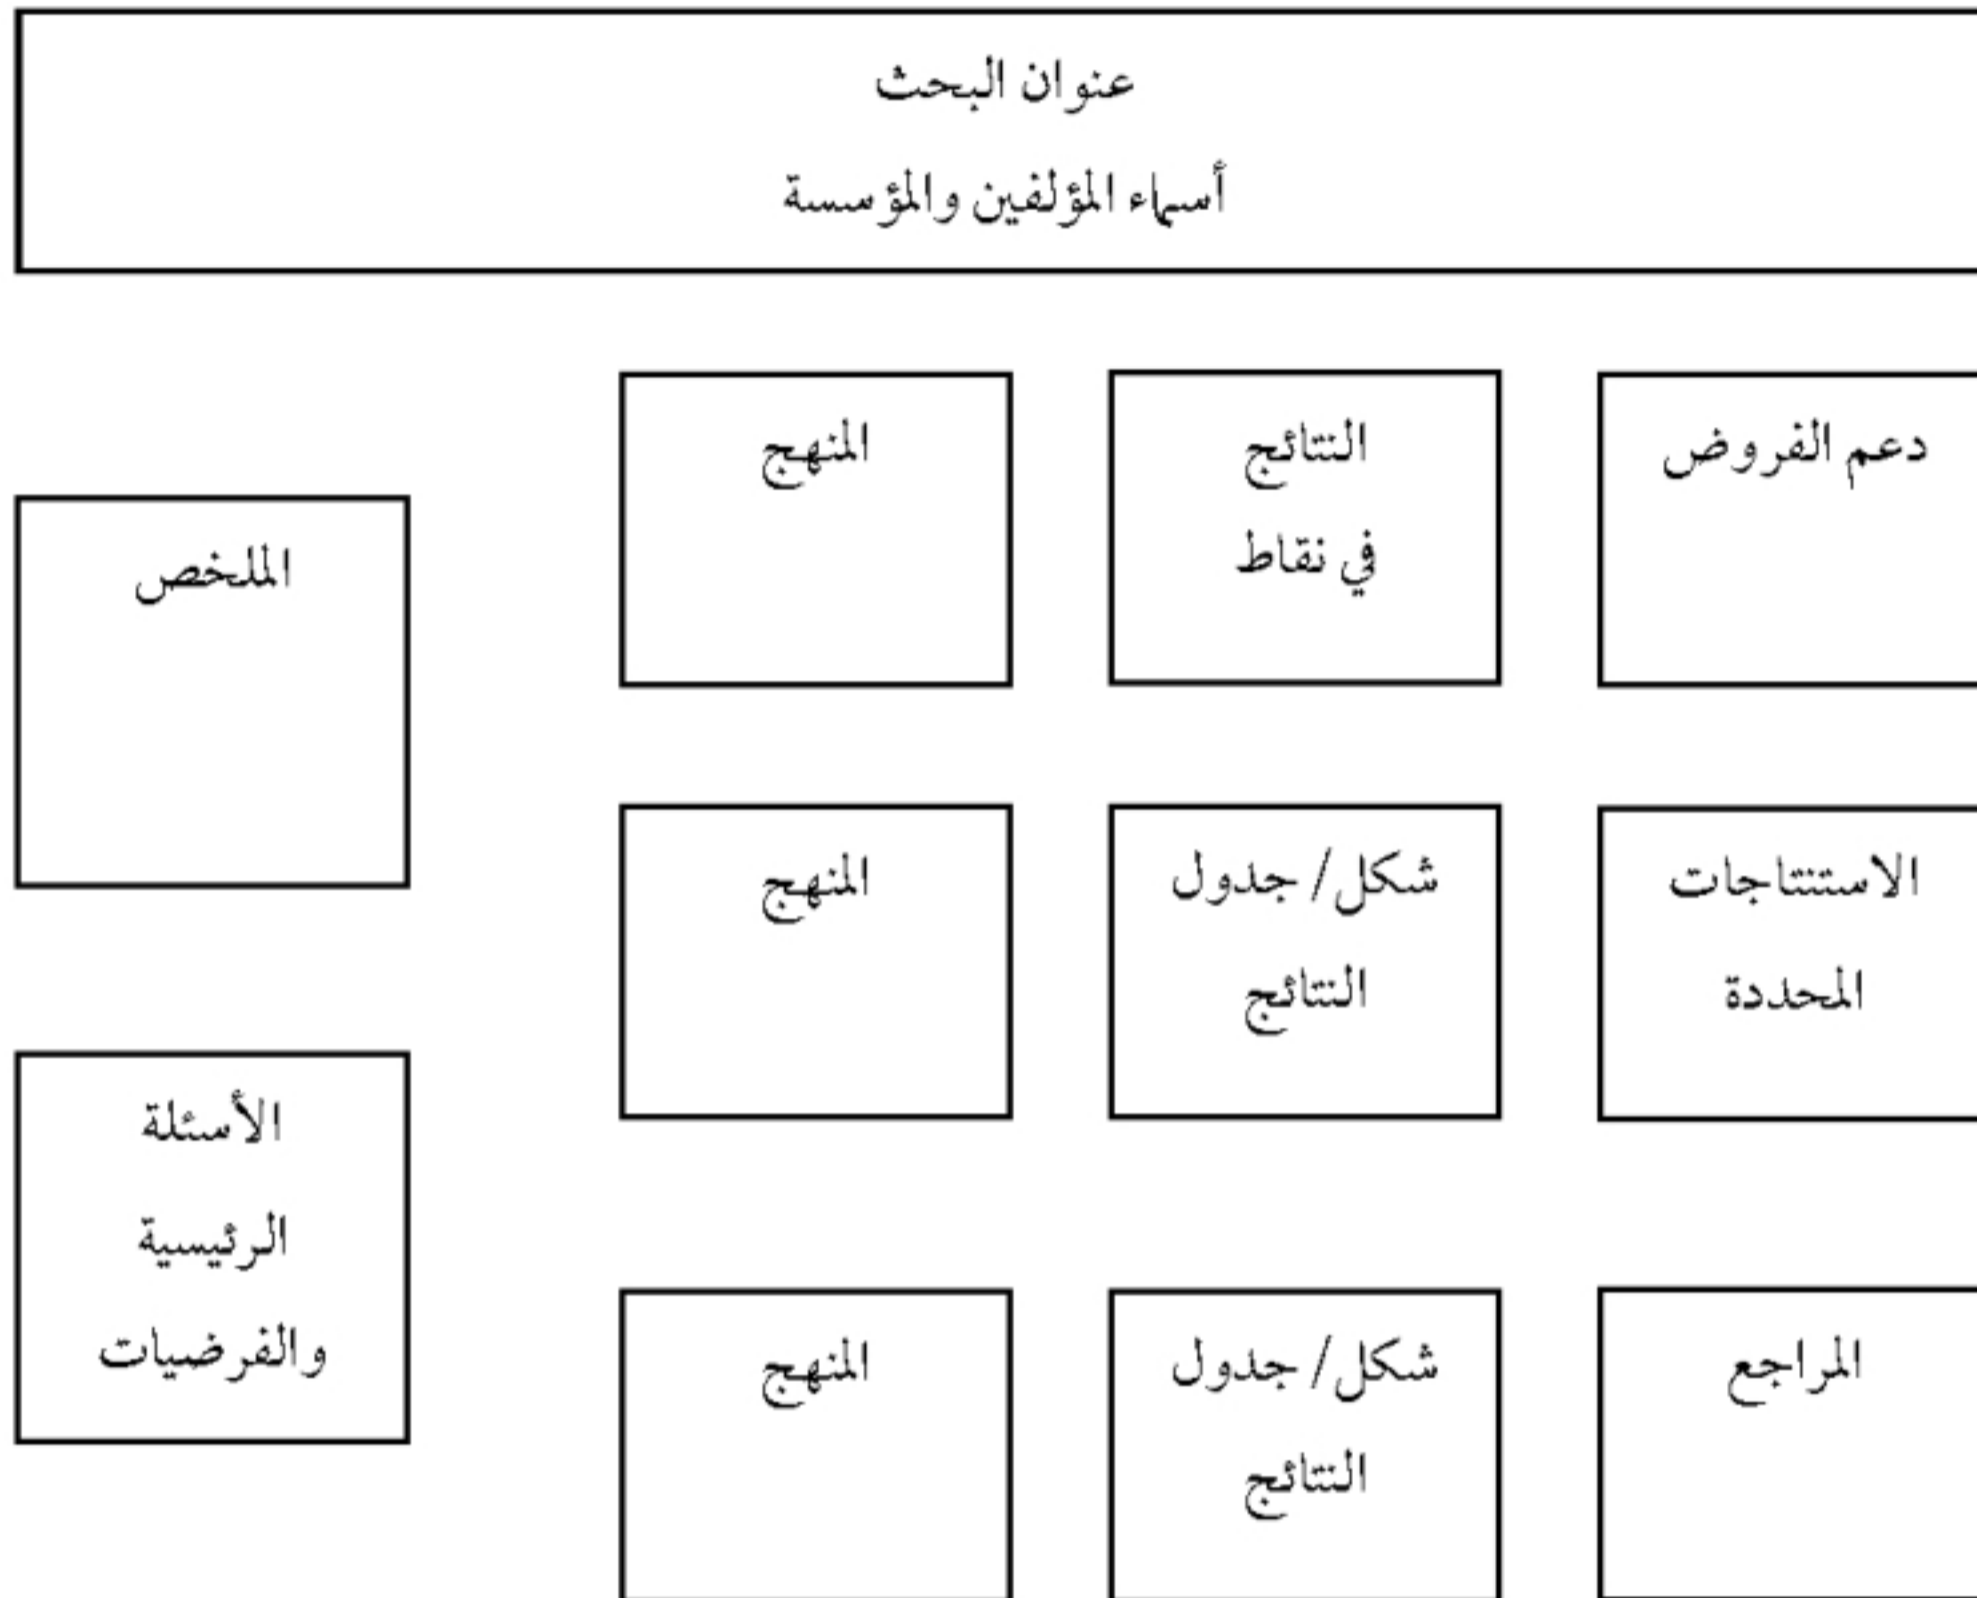 عنوان البحث
أسماء المؤلفين والمؤسسة
الملخص
الأسئلة
الرئيسية
والفرضيات
المنهج
المنهج
المنهج
النتائج
في نقاط
شكل/ جدول
النتائج
شكل/ جدول
النتائج
دعم الفروض
الاستنتاجات
المحددة
المراجع